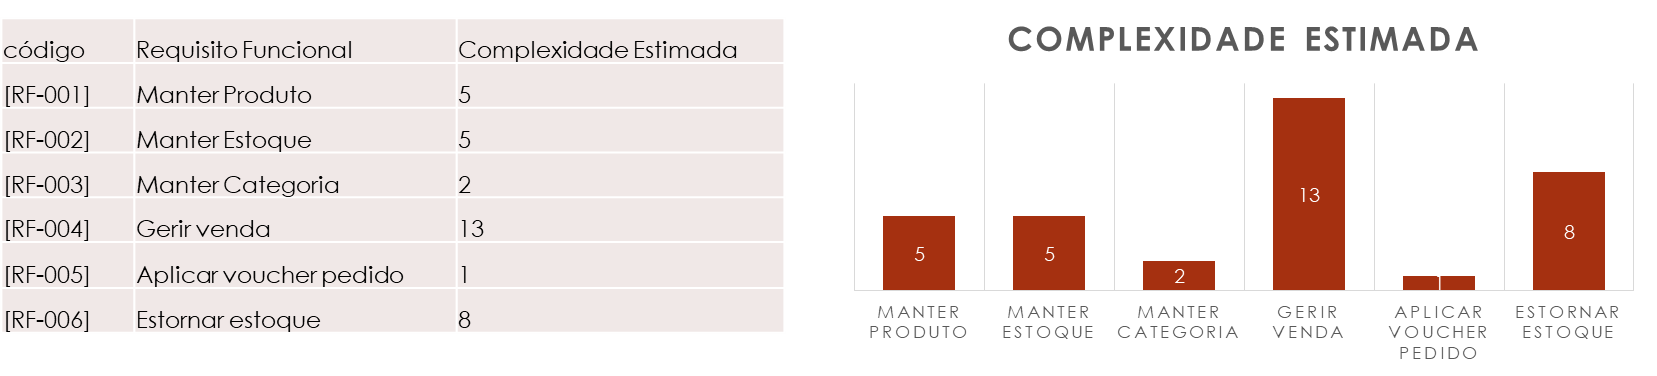 código Requisito Funcional Complexidade Estimada
[RF-001] Manter Produto 5
[RF-002] Manter Estoque 5
[RF-003] Manter Categoria 2
[RF-004] Gerir venda 13
[RF-005] Aplicar voucher pedido 1
[RF-006] Estornar estoque 8
COMPLEXIDADE ESTIMADA
5 5 2 13 1 8
MANTER PRODUTO
MANTER ESTOQUE
MANTER CATEGORIA
GERIR VENDA
APLICAR VOUCHER PEDIDO
ESTORNAR ESTOQUE